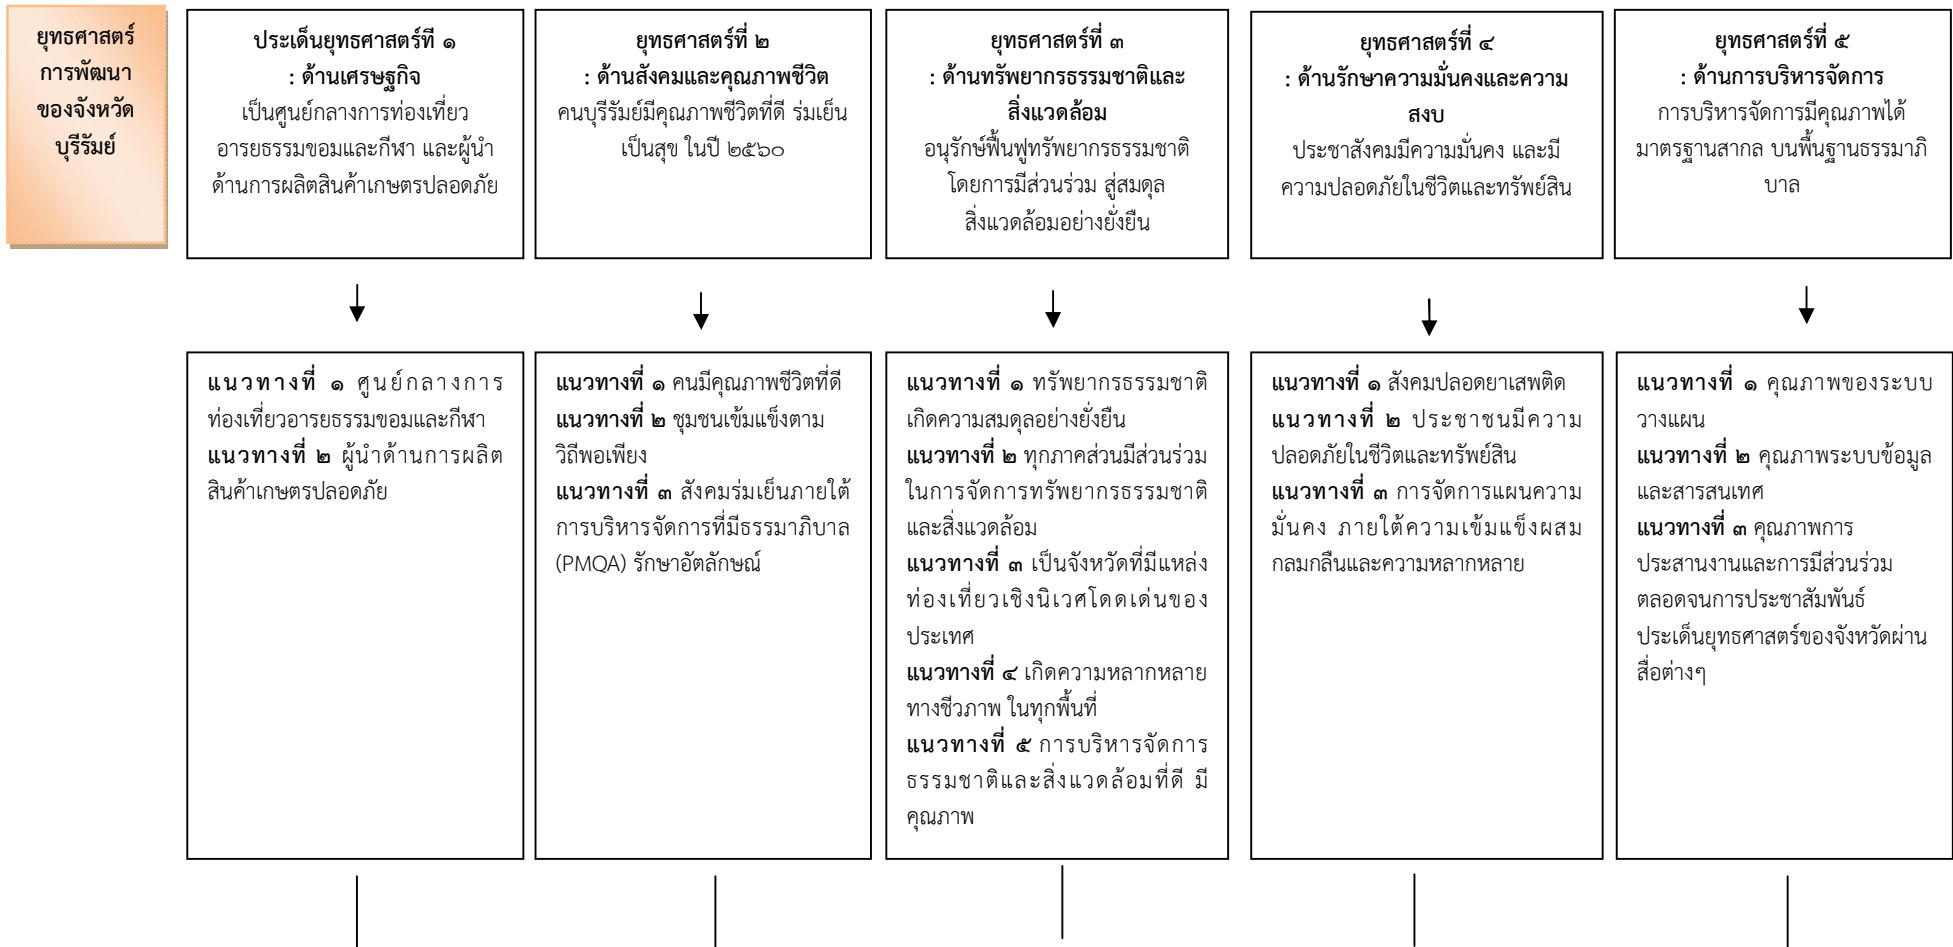 ยุทธศาสตร์
การพัฒนา
ของจังหวัด
บุรีรัมย์
ประเด็นยุทธศาสตร์ที ๑
: ด้านเศรษฐกิจ
เป็นศูนย์กลางการท่องเที่ยว
อารยธรรมขอมและกีฬา และผู้นำ
ด้านการผลิตสินค้าเกษตรปลอดภัย
ยุทธศาสตร์ที่ ๒
: ด้านสังคมและคุณภาพชีวิต
คนบุรีรัมย์มีคุณภาพชีวิตที่ดี ร่มเย็น
เป็นสุข ในปี ๒๕๖๐
ยุทธศาสตร์ที่ ๓
: ด้านทรัพยากรธรรมชาติและ
สิ่งแวดล้อม
อนุรักษ์ฟื้นฟูทรัพยากรธรรมชาติ
โดยการมีส่วนร่วม สู่สมดุล
สิ่งแวดล้อมอย่างยั่งยืน
ยุทธศาสตร์ที่ ๔
: ด้านรักษาความมั่นคงและความ
สงบ
ประชาสังคมมีความมั่นคง และมี
ความปลอดภัยในชีวิตและทรัพย์สิน
ยุทธศาสตร์ที่ ๕
: ด้านการบริหารจัดการ
การบริหารจัดการมีคุณภาพได้
มาตรฐานสากล บนพื้นฐานธรรมาภิ
บาล
แนวทางที่ ๑ ศูนย์กลางการ
ท่องเที่ยวอารยธรรมขอมและกีฬา
แนวทางที่ ๒ ผู้นำด้านการผลิต
สินค้าเกษตรปลอดภัย
แนวทางที่ ๑ คนมีคุณภาพชีวิตที่ดี
แนวทางที่ ๒ ชุมชนเข้มแข็งตาม
วิถีพอเพียง
แนวทางที่ ๓ สังคมร่มเย็นภายใต้
การบริหารจัดการที่มีธรรมาภิบาล
(PMQA) รักษาอัตลักษณ์
แนวทางที่ ๑ ทรัพยากรธรรมชาติ
เกิดความสมดุลอย่างยั่งยืน
แนวทางที่ ๒ ทุกภาคส่วนมีส่วนร่วม
ในการจัดการทรัพยากรธรรมชาติ
และสิ่งแวดล้อม
แนวทางที่ ๓ เป็นจังหวัดที่มีแหล่ง
ท่องเที่ยวเชิงนิเวศโดดเด่นของ
ประเทศ
แนวทางที่ ๔ เกิดความหลากหลาย
ทางชีวภาพ ในทุกพื้นที่
แนวทางที่ ๕ การบริหารจัดการ
ธรรมชาติและสิ่งแวดล้อมที่ดี มี
คุณภาพ
แนวทางที่ ๑ สังคมปลอดยาเสพติด
แนวทางที่ ๒ ประชาชนมีความ
ปลอดภัยในชีวิตและทรัพย์สิน
แนวทางที่ ๓ การจัดการแผนความ
มั่นคง ภายใต้ความเข้มแข็งผสม
กลมกลืนและความหลากหลาย
แนวทางที่ ๑ คุณภาพของระบบ
วางแผน
แนวทางที่ ๒ คุณภาพระบบข้อมูล
และสารสนเทศ
แนวทางที่ ๓ คุณภาพการ
ประสานงานและการมีส่วนร่วม
ตลอดจนการประชาสัมพันธ์
ประเด็นยุทธศาสตร์ของจังหวัดผ่าน
สื่อต่างๆ